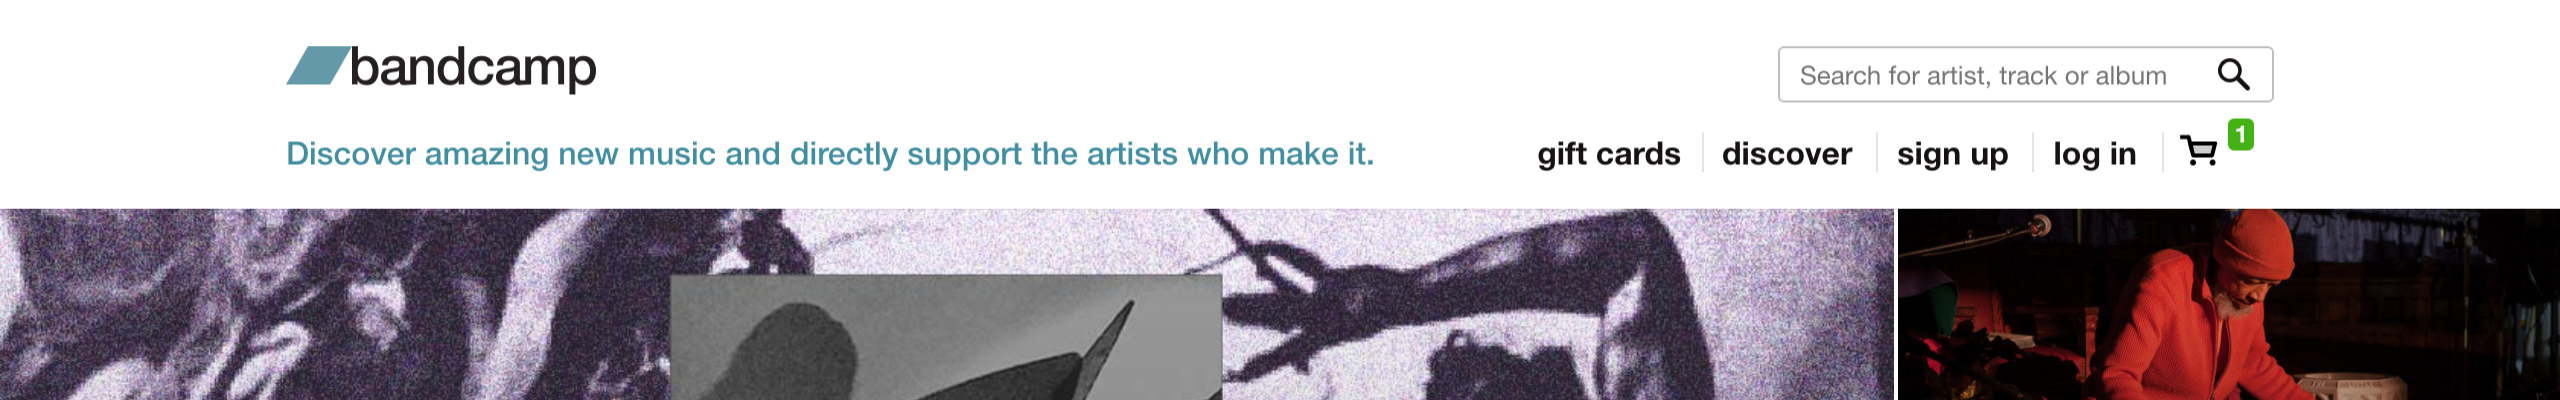 bandcamp
Search for artist, track or album
Discover amazing new music and directly support the artists who make it.
gift cards
discover
sign up
log in
1